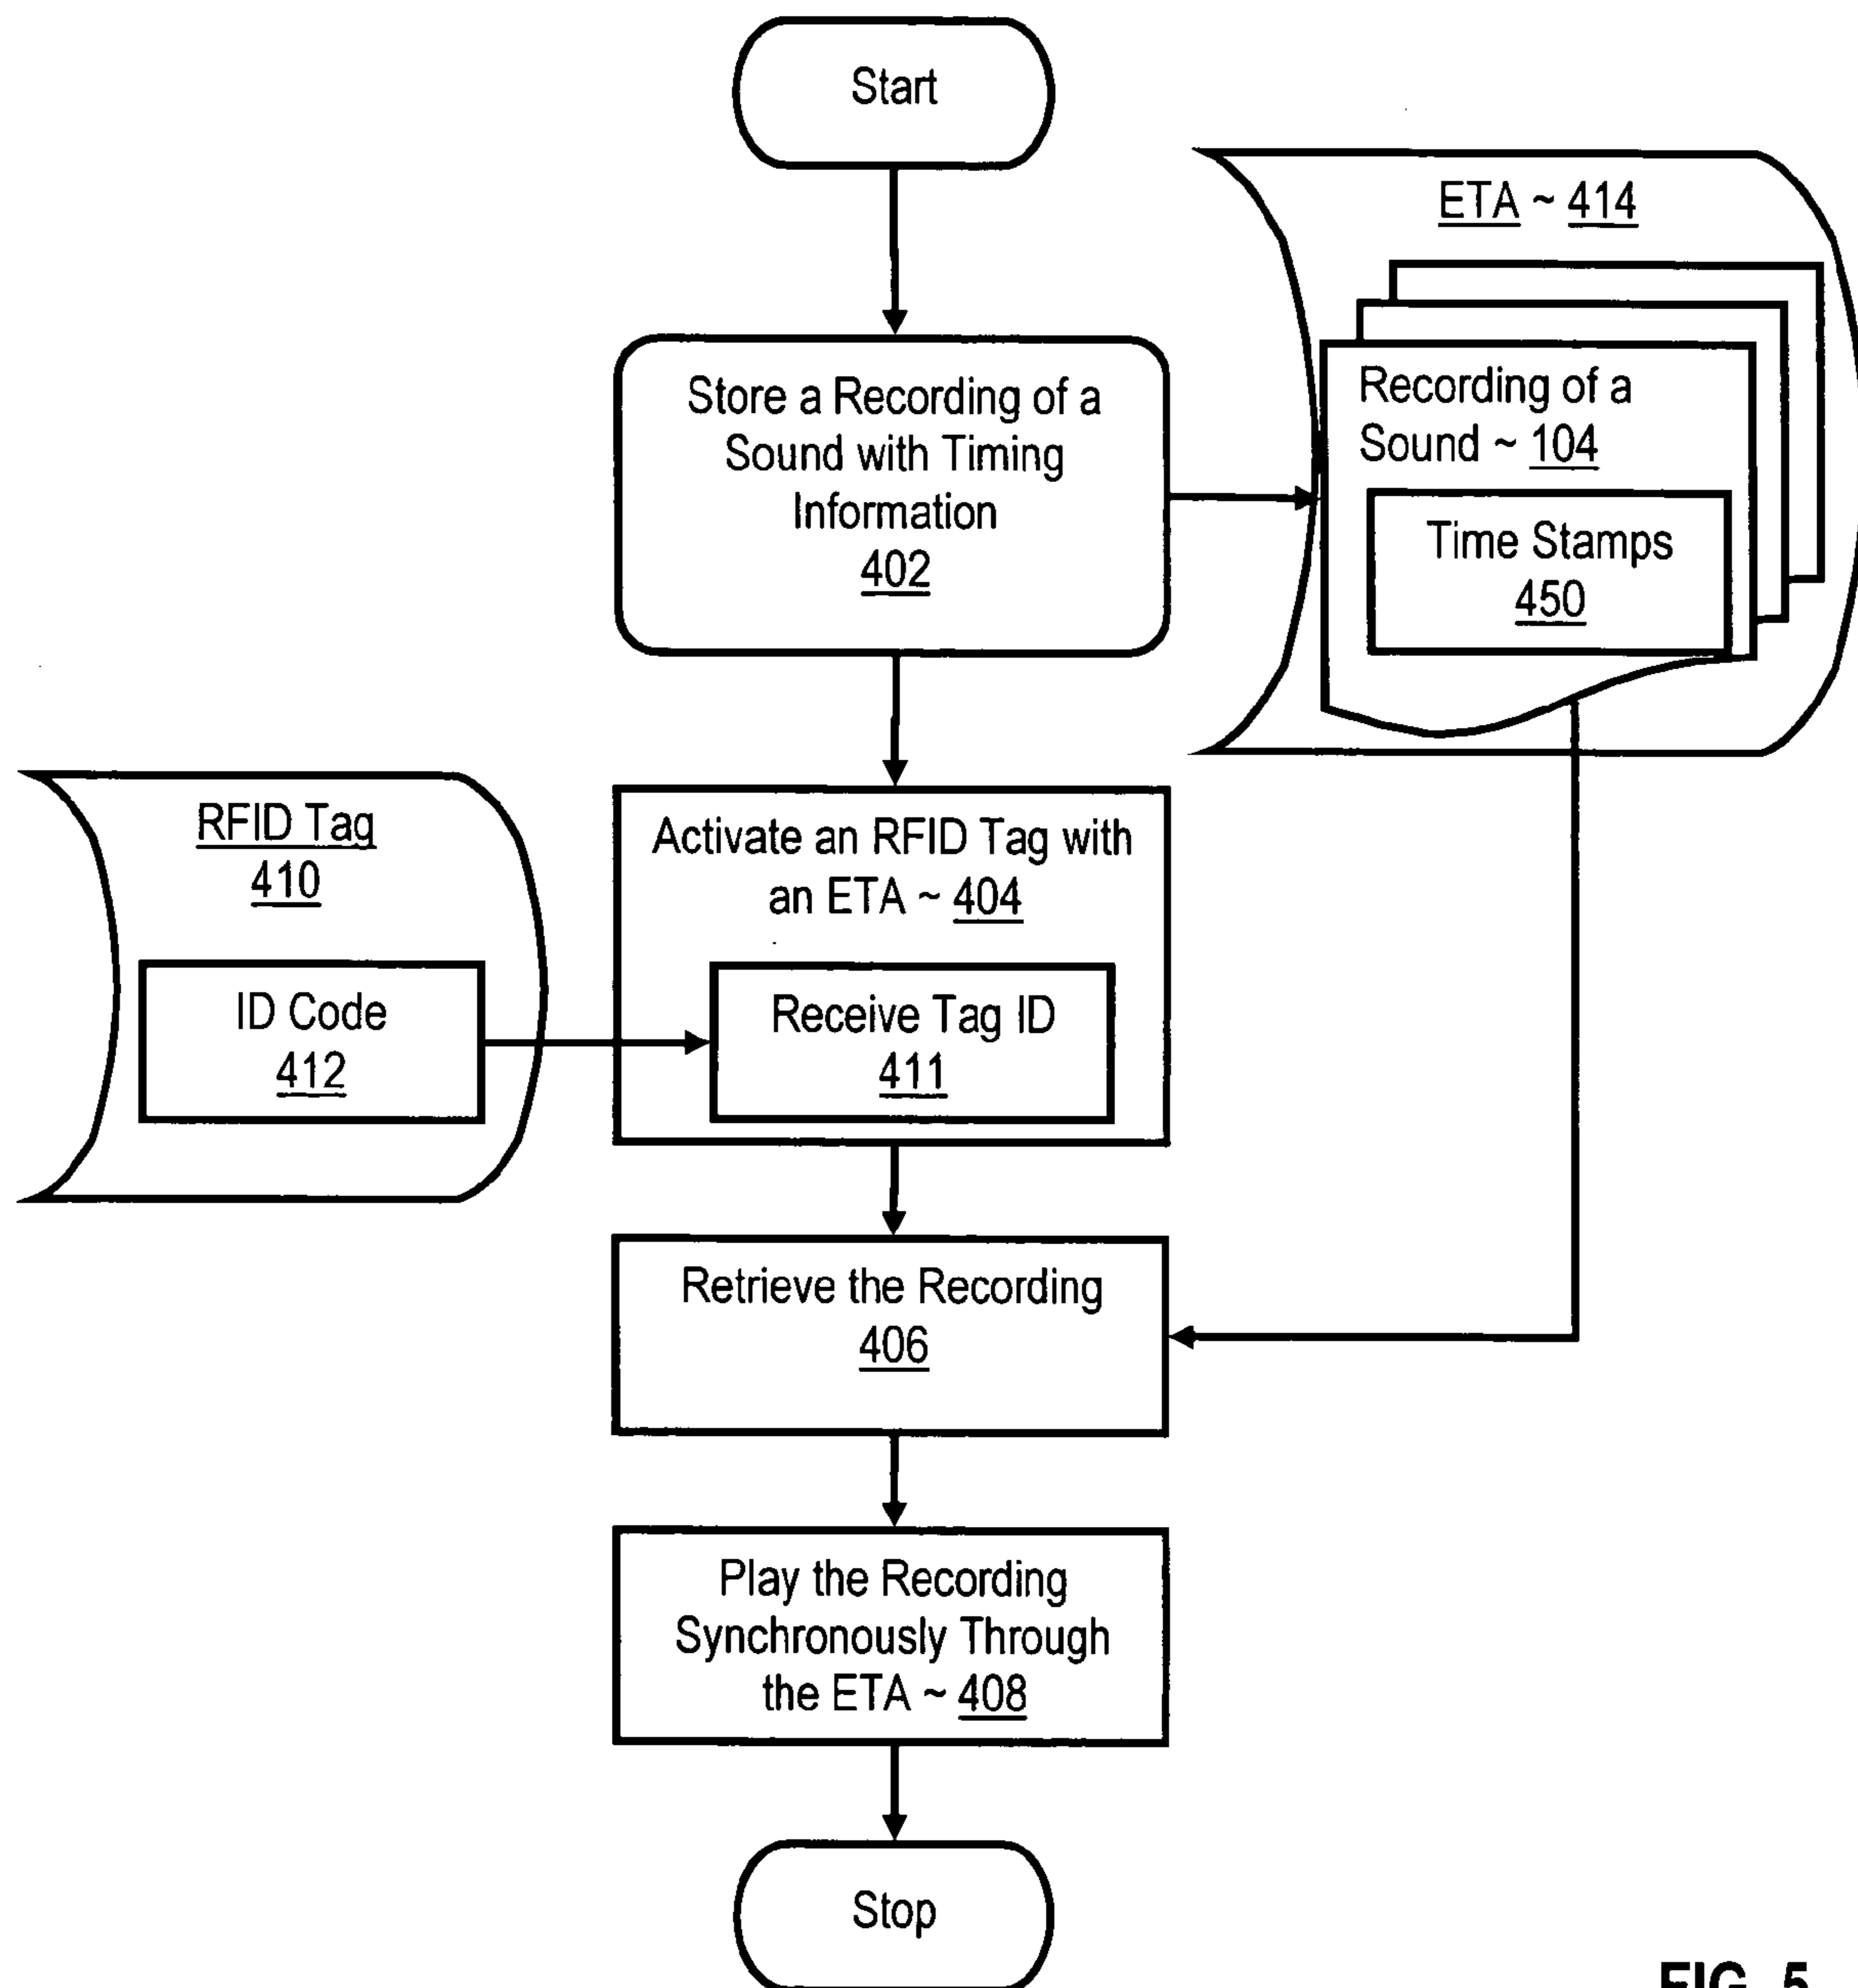 Start
ETA ~ 414
Recording of a
Sound ~ 104
Time Stamps
450
Store a Recording of a
Sound with Timing
Information
402
RFID Tag
410
ID Code
412
Activate an RFID Tag with
an ETA ~ 404
Receive Tag ID
411
Retrieve the Recording
406
Play the Recording
Synchronously Through
the ETA ~ 408
Stop
FIG. 5